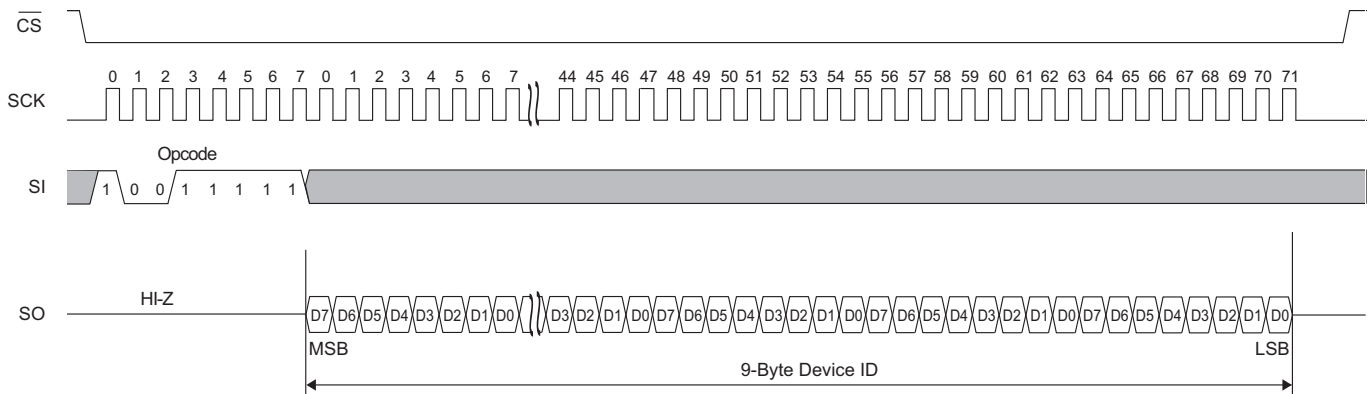 CS
0 1 2 3 4 5 6 7 0 1 2 3 4 5 6 7 44 45 46 47 48 49 50 51 52 53 54 55 56 57 58 59 60 61 62 63 64 65 66 67 68 69 70 71
SCK
Opcode
SI 1 0 0 1 1 1 1 1
HI-Z
SO D7 D6 D5 D4 D3 D2 D1 D0 D3 D2 D1 D0 D7 D6 D5 D4 D3 D2 D1 D0 D7 D6 D5 D4 D3 D2 D1 D0 D7 D6 D5 D4 D3 D2 D1 D0
MSB LSB
9-Byte Device ID